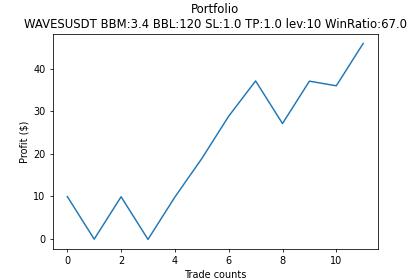 Portfolio
WAVESUSDT BBM:3.4 BBL:120 SL:1.0 TP:1.0 lev:10 WinRatio:67.0
40
30
20
10
0
Profit ($)
0 2 4 6 8 10
Trade counts